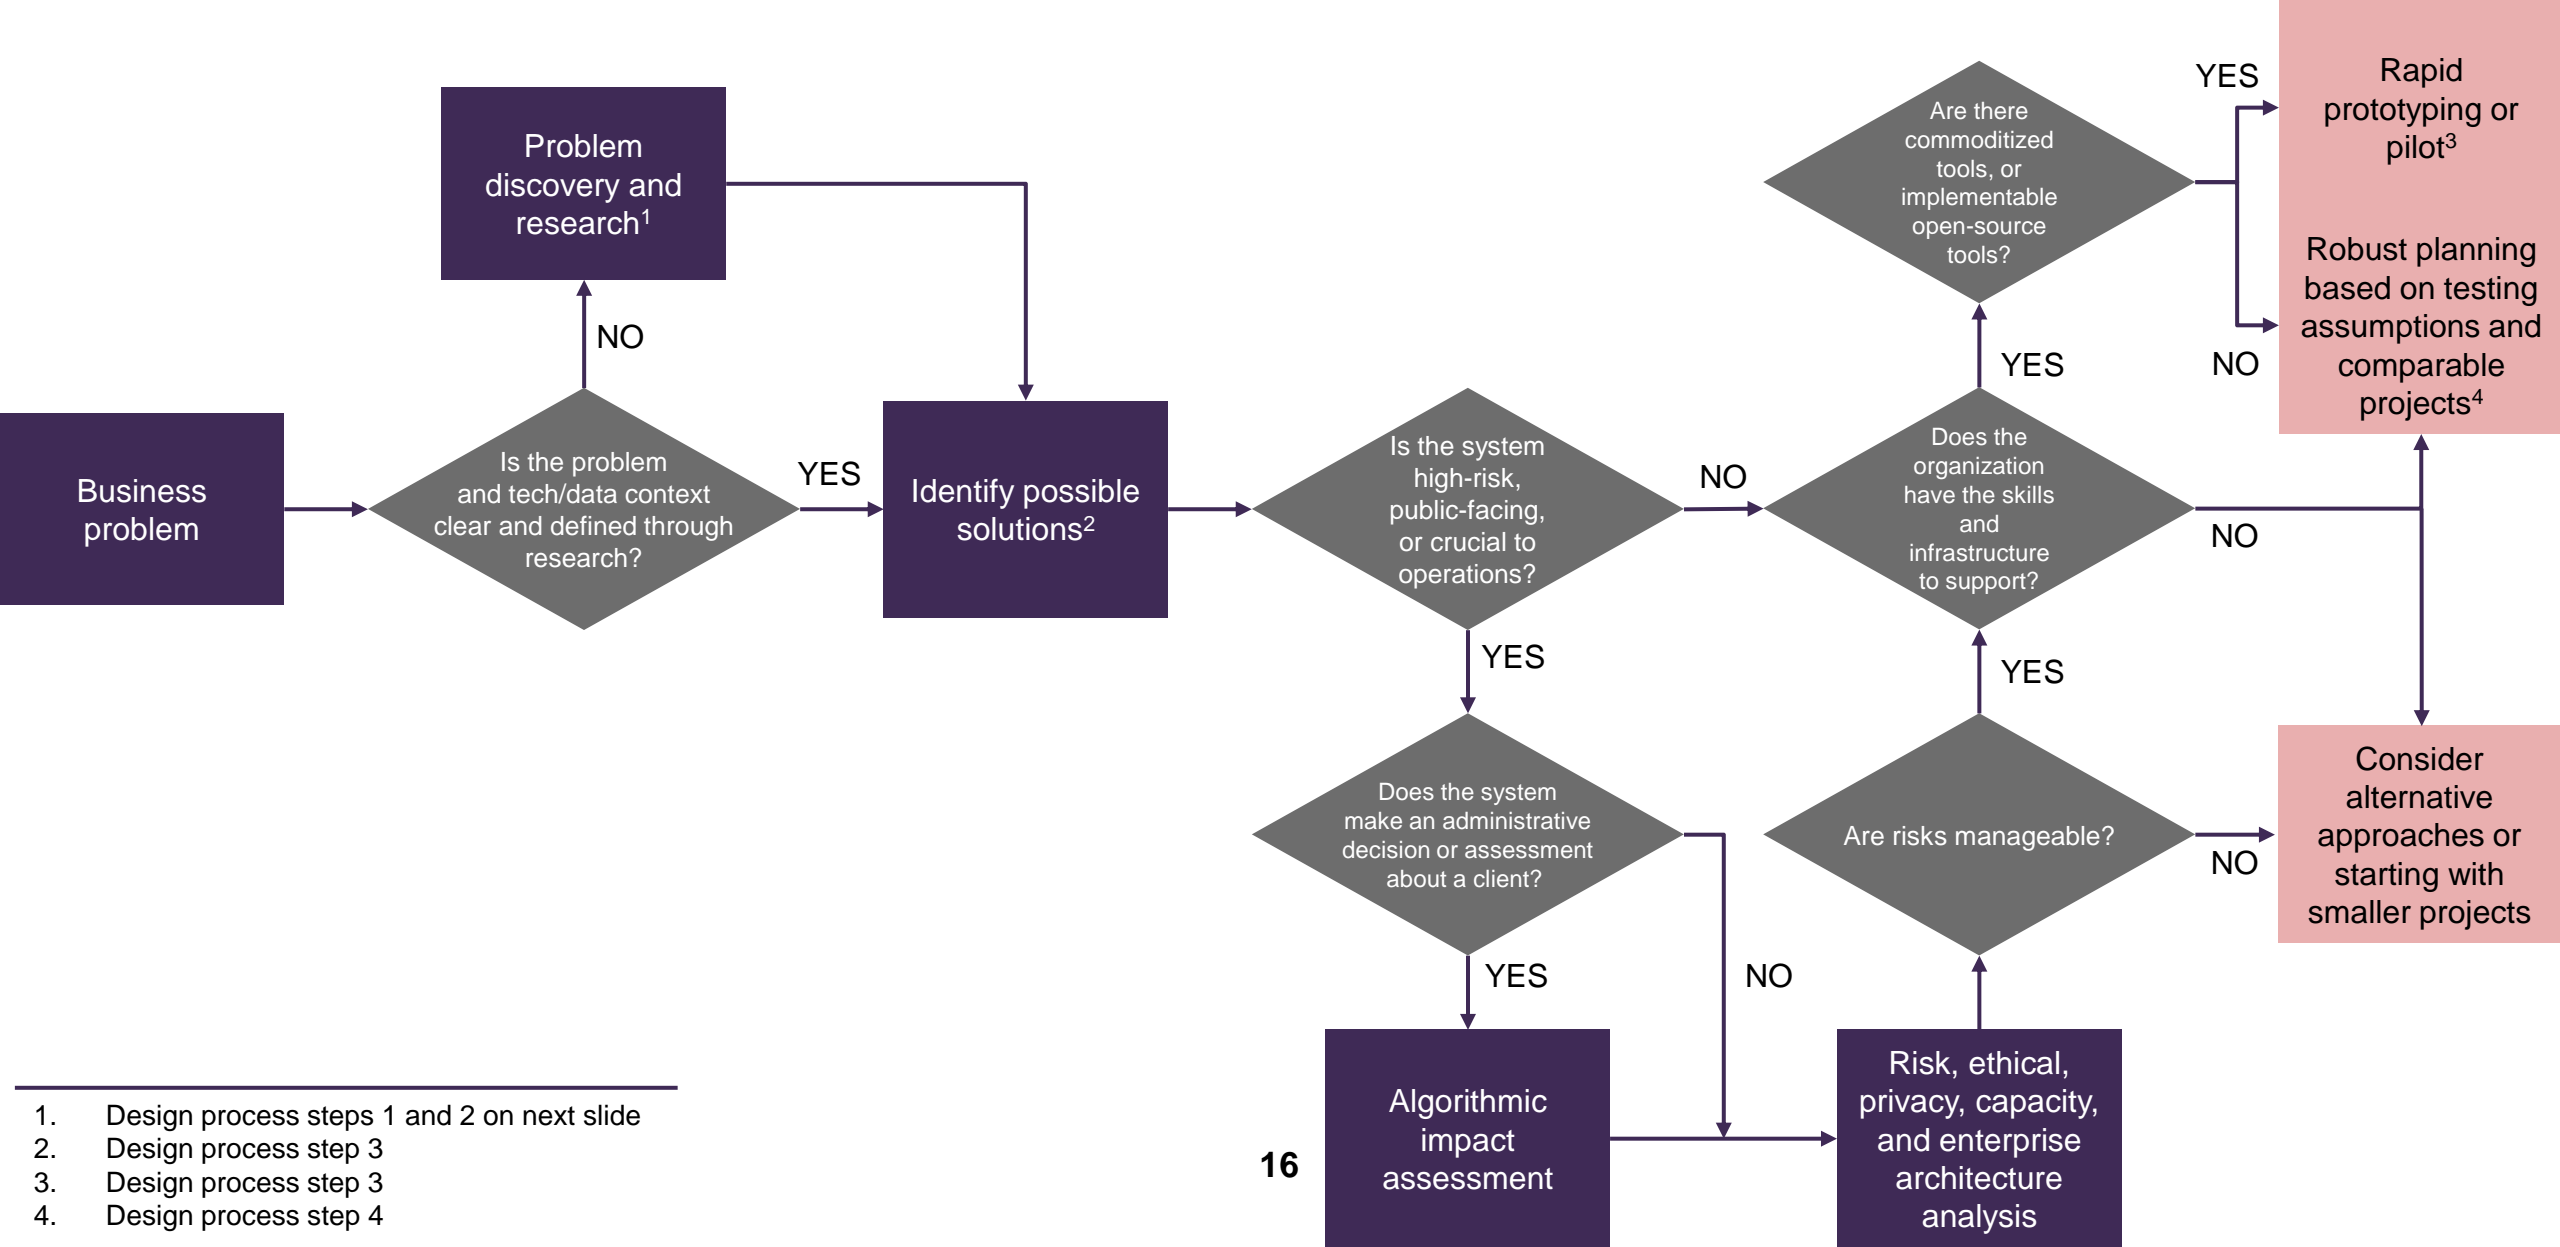 Business
problem
Is the problem
and tech/data context
clear and defined through
research?
NO
Problem
discovery and
research1
YES
Identify possible
solutions2
Is the system
high-risk,
public-facing,
or crucial to
operations?
NO
YES
Does the system
make an administrative
decision or assessment
about a client?
YES
NO
Algorithmic
impact
assessment
Risk, ethical,
privacy, capacity,
and enterprise
architecture
analysis
Are risks manageable?
YES
NO
Does the
organization
have the skills
and
infrastructure
to support?
YES
NO
Are there
commoditized
tools, or
implementable
open-source
tools?
YES
NO
Rapid
prototyping or
pilot3
Robust planning
based on testing
assumptions and
comparable
projects4
Consider
alternative
approaches or
starting with
smaller projects
1. Design process steps 1 and 2 on next slide
2. Design process step 3
3. Design process step 3
4. Design process step 4
16